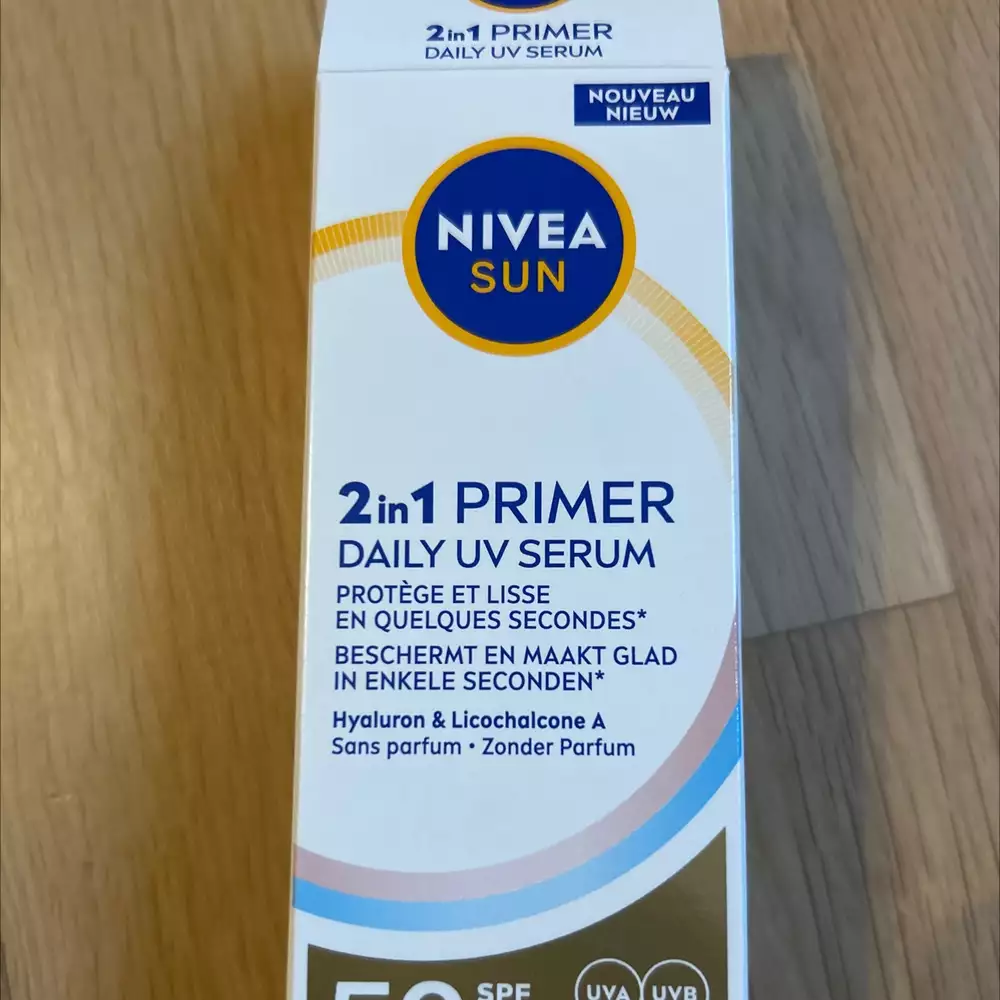 2in1 PRIMER
DAILY UV SERUM
NOUVEAU
NIEUW
NIVEA
SUN
2in1 PRIMER
DAILY UV SERUM
PROTÈGE ET LISSE
EN QUELQUES SECONDES*
BESCHERMT EN MAAKT GLAD
IN ENKELE SECONDEN*
Hyaluron & Licochalcone A
Sans parfum • Zonder Parfum
50 SPF
UVA UVB